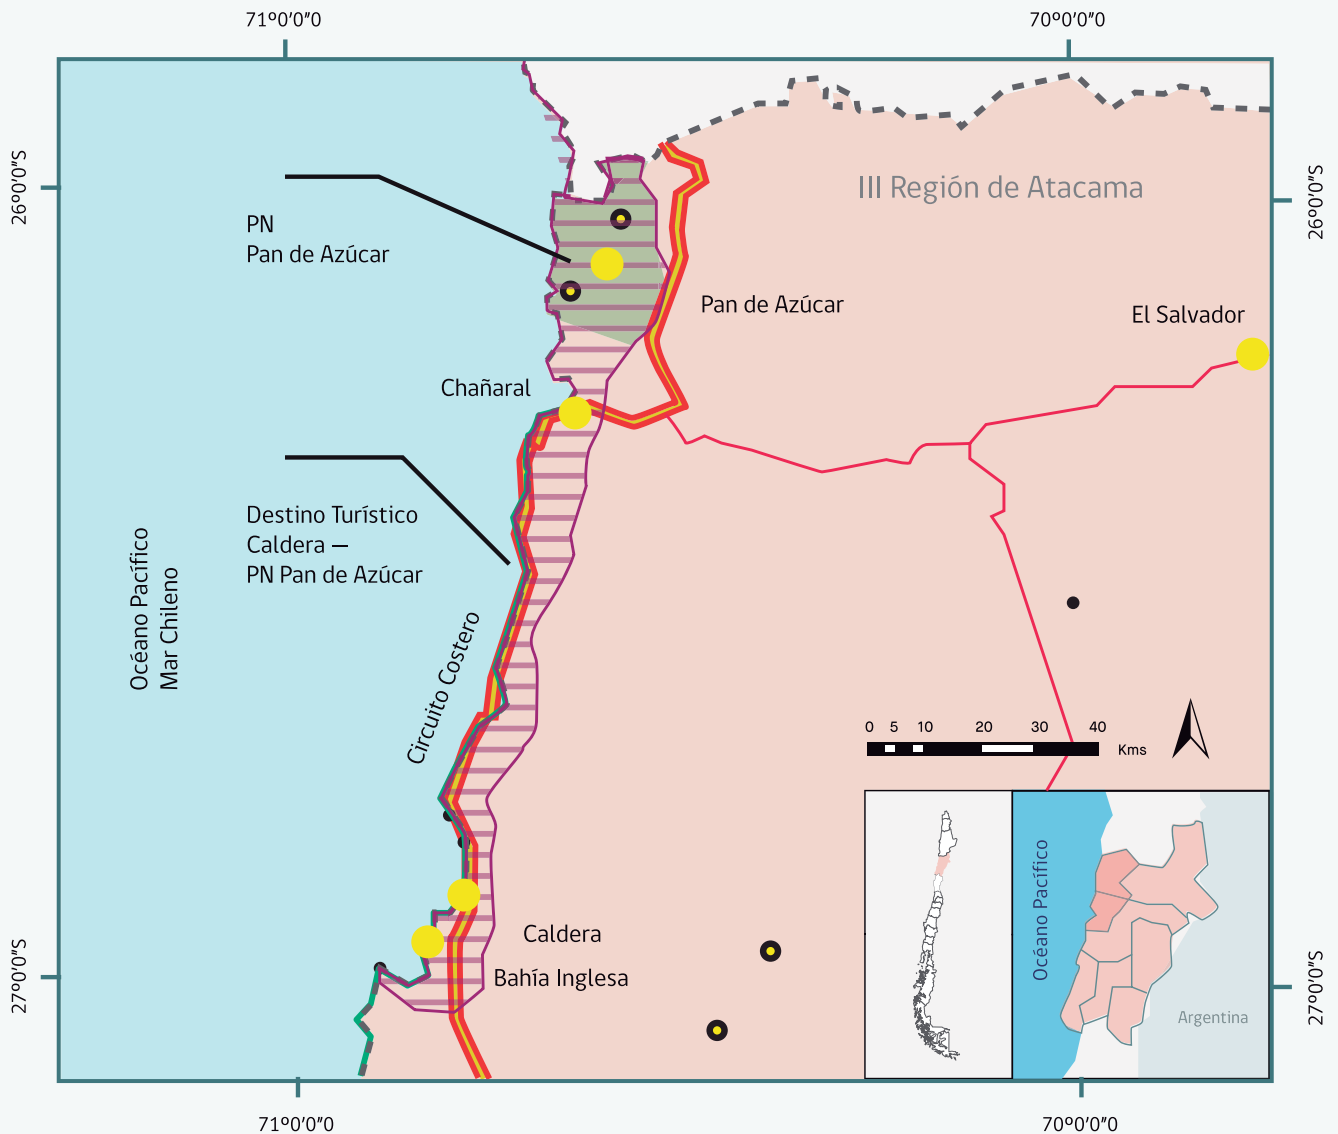 71º0'0"0
70º0'0"0
26º0'0"S
26º0'0"S
III Región de Atacama
PN
Pan de Azúcar
Pan de Azúcar
El Salvador
Chañaral
Destino Turístico
Caldera –
PN Pan de Azúcar
Océano Pacífico
Mar Chileno
Circuito Costero
0 5 10 20 30 40
Kms
Océano Pacífico
Argentina
Caldera
Bahía Inglesa
27º0'0"S
27º0'0"S
71º0'0"0
70º0'0"0